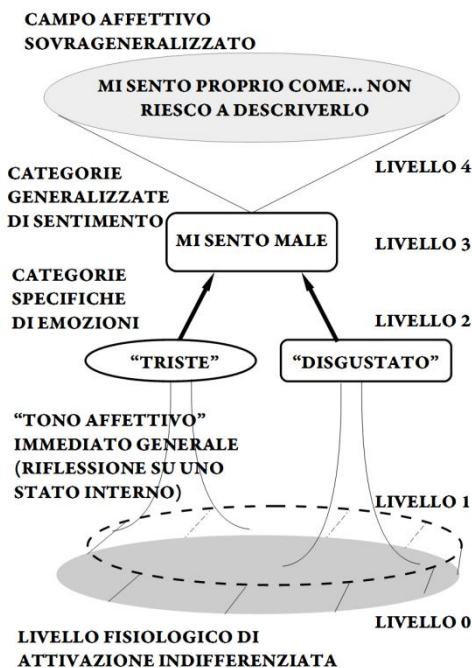 CAMPO AFFETTIVO
SOVRAGENERALIZZATO
MI SENTO PROPRIO COME... NON
RIESCO A DESCRIVERLO
LIVELLO 4
CATEGORIE
GENERALIZZATE
DI SENTIMENTO
MI SENTO MALE
LIVELLO 3
CATEGORIE
SPECIFICHE
DI EMOZIONI
LIVELLO 2
“TRISTE”
“DISGUSTATO”
“TONO AFFETTIVO”
IMMEDIATO GENERALE
(RIFLESSIONE SU UNO
STATO INTERNO)
LIVELLO 1
LIVELLO 0
LIVELLO FISIOLOGICO DI
ATTIVAZIONE INDIFFERENZIATA